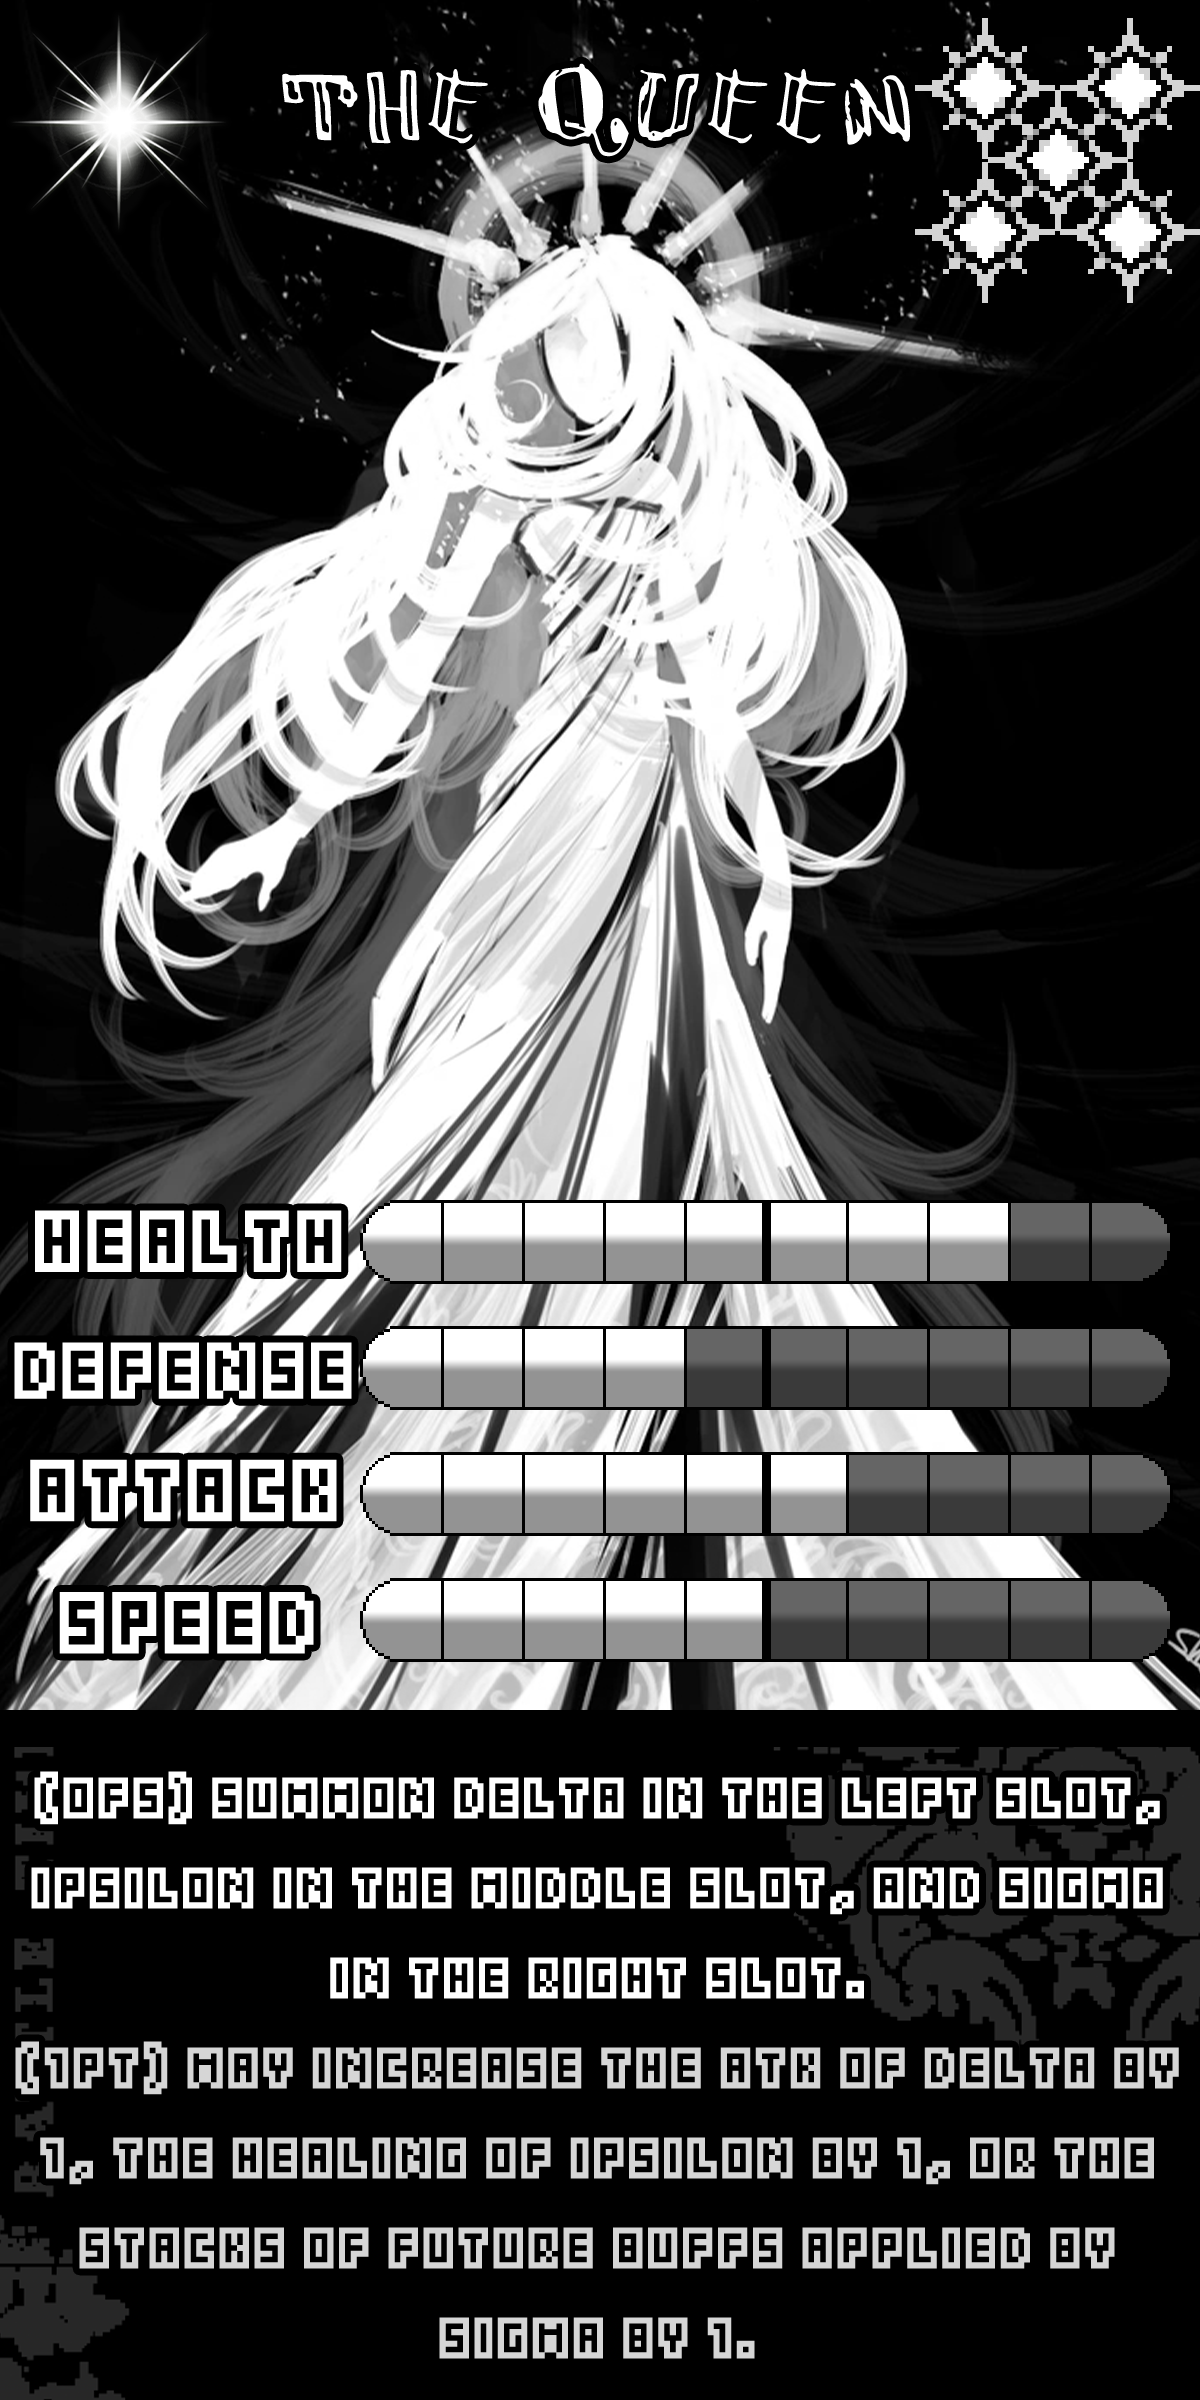 THE QUEEN
HEALTH
DEFENSE
ATTACK
SPEED
(OFS) SUMMON DELTA IN THE LEFT SLOT,
IPSILON IN THE MIDDLE SLOT, AND SIGMA
IN THE RIGHT SLOT.
(1PT) MAY INCREASE THE ATK OF DELTA BY
1, THE HEALING OF IPSILON BY 1, OR THE
STACKS OF FUTURE BUFFS APPLIED BY
SIGMA BY 1.